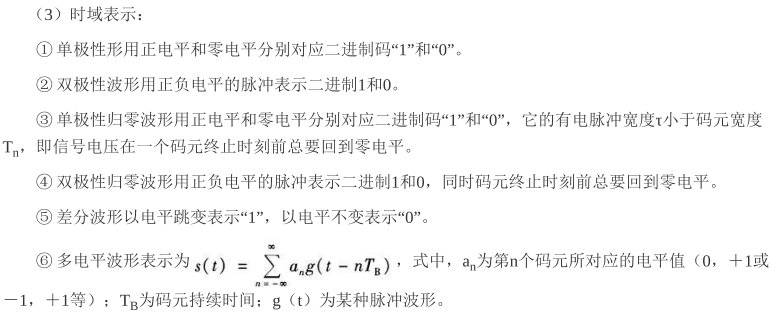 （3）时域表示：
① 单极性形用正电平和零电平分别对应二进制码“1”和“0”。
② 双极性波形用正负电平的脉冲表示二进制1和0。
③ 单极性归零波形用正电平和零电平分别对应二进制码“1”和“0”，它的有电脉冲宽度τ小于码元宽度
Tn，即信号电压在一个码元终止时刻前总要回到零电平。
④ 双极性归零波形用正负电平的脉冲表示二进制1和0，同时码元终止时刻前总要回到零电平。
⑤ 差分波形以电平跳变表示“1”，以电平不变表示“0”。
⑥ 多电平波形表示为 s(t) = ∑_{n=-∞}^{∞} a_n g(t - nT_B) ，式中，an为第n个码元所对应的电平值（0，＋1或
－1，＋1等）；TB为码元持续时间；g（t）为某种脉冲波形。